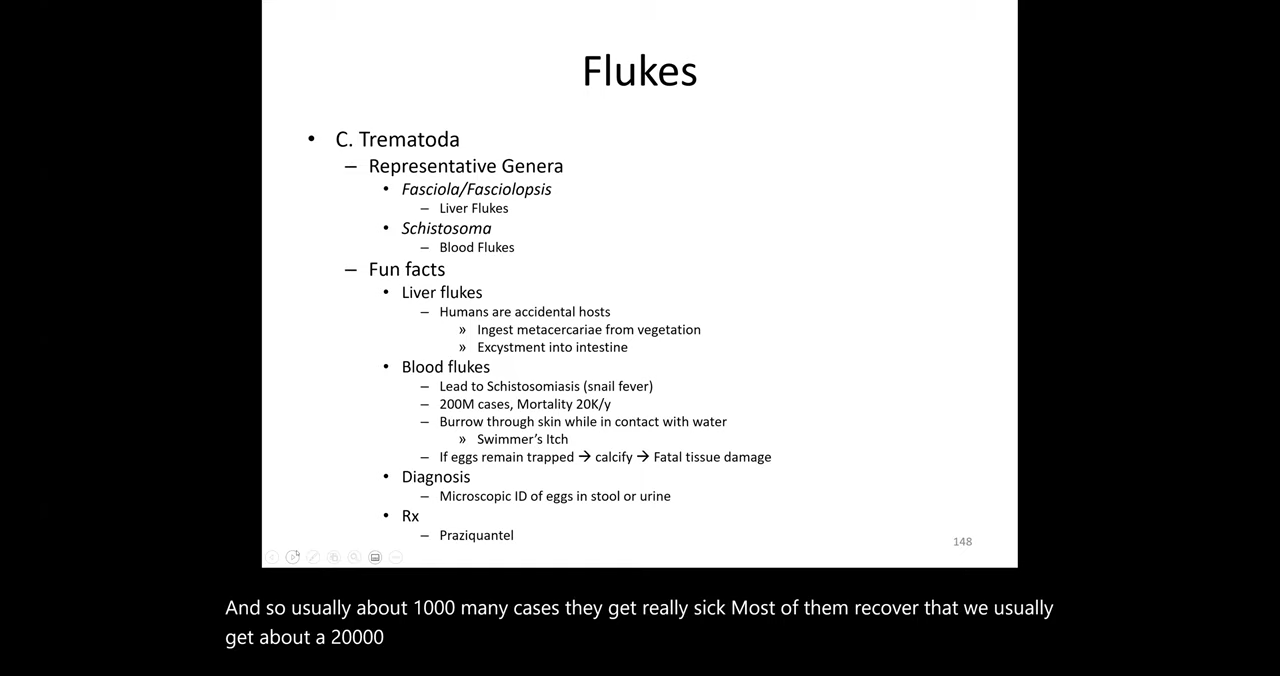 Flukes
• C. Trematoda
– Representative Genera
• Fasciola/Fasciolopsis
– Liver Flukes
• Schistosoma
– Blood Flukes
– Fun facts
• Liver flukes
– Humans are accidental hosts
» Ingest metacercariae from vegetation
» Excystment into intestine
• Blood flukes
– Lead to Schistosomiasis (snail fever)
– 200M cases, Mortality 20K/y
– Burrow through skin while in contact with water
» Swimmer's Itch
– If eggs remain trapped → calcify → Fatal tissue damage
• Diagnosis
– Microscopic ID of eggs in stool or urine
• Rx
– Praziquantel
148
And so usually about 1000 many cases they get really sick Most of them recover that we usually
get about a 20000